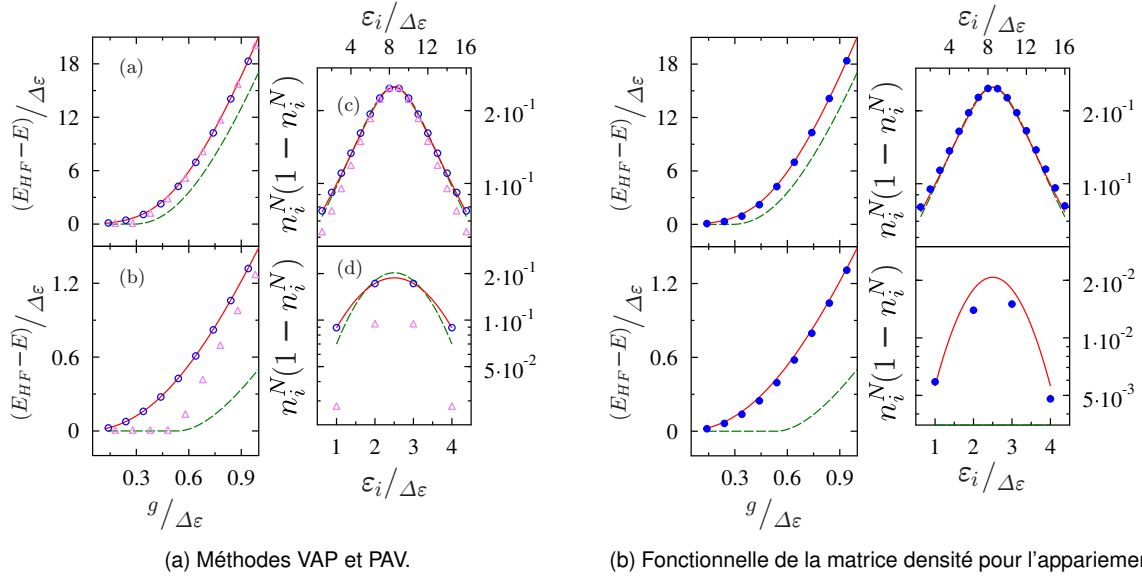 εᵢ/Δε
4 8 12 16
(E_HF−E)/Δε
18
12
6
0
(a)
n_i^N(1 − n_i^N)
(c)
2·10⁻¹
1·10⁻¹
(E_HF−E)/Δε
1.2
0.6
0
(b)
n_i^N(1 − n_i^N)
(d)
2·10⁻¹
1·10⁻¹
5·10⁻²
0.3 0.6 0.9
g/Δε
1 2 3 4
εᵢ/Δε
(a) Méthodes VAP et PAV.
εᵢ/Δε
4 8 12 16
(E_HF−E)/Δε
18
12
6
0
n_i^N(1 − n_i^N)
2·10⁻¹
1·10⁻¹
(E_HF−E)/Δε
1.2
0.6
0
n_i^N(1 − n_i^N)
2·10⁻²
1·10⁻²
5·10⁻³
0.3 0.6 0.9
g/Δε
1 2 3 4
εᵢ/Δε
(b) Fonctionnelle de la matrice densité pour l'appariemen